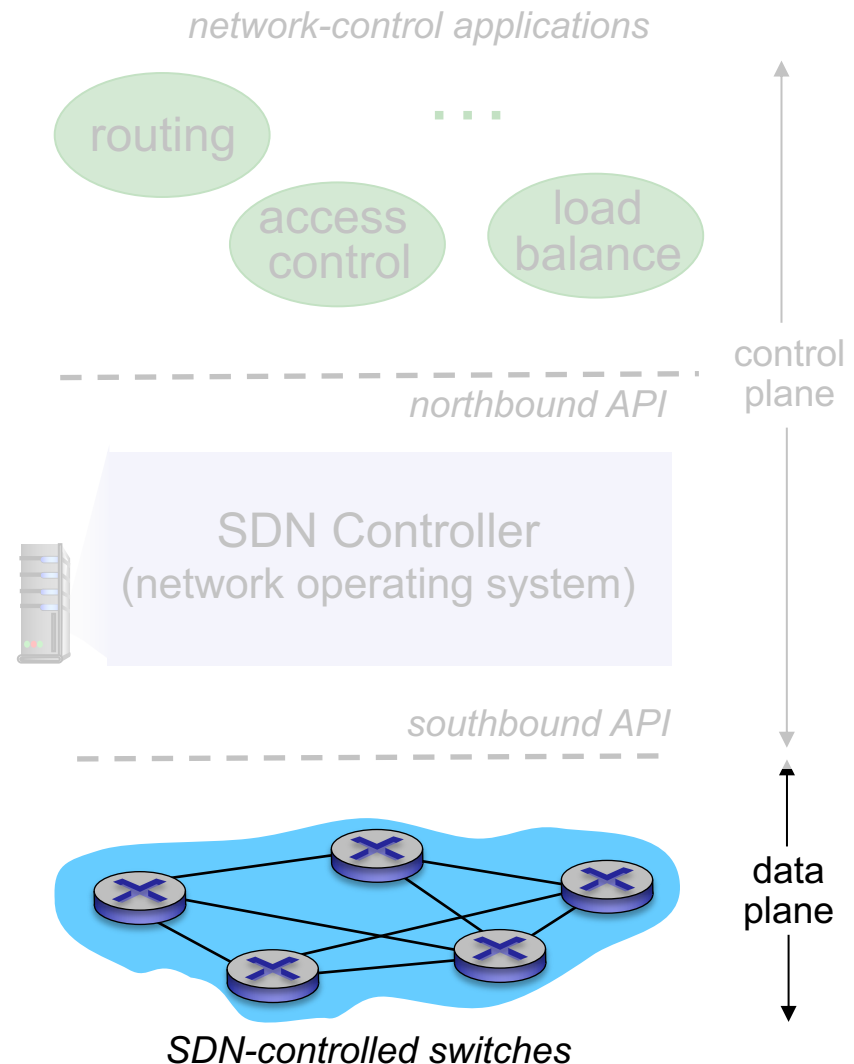 network-control applications
routing
. . .
access
control
load
balance
control
plane
northbound API
SDN Controller
(network operating system)
southbound API
data
plane
SDN-controlled switches